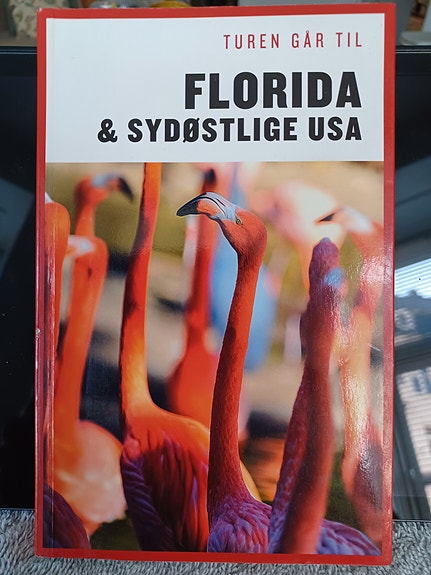 TUREN GÅR TIL
FLORIDA
& SYDØSTLIGE USA